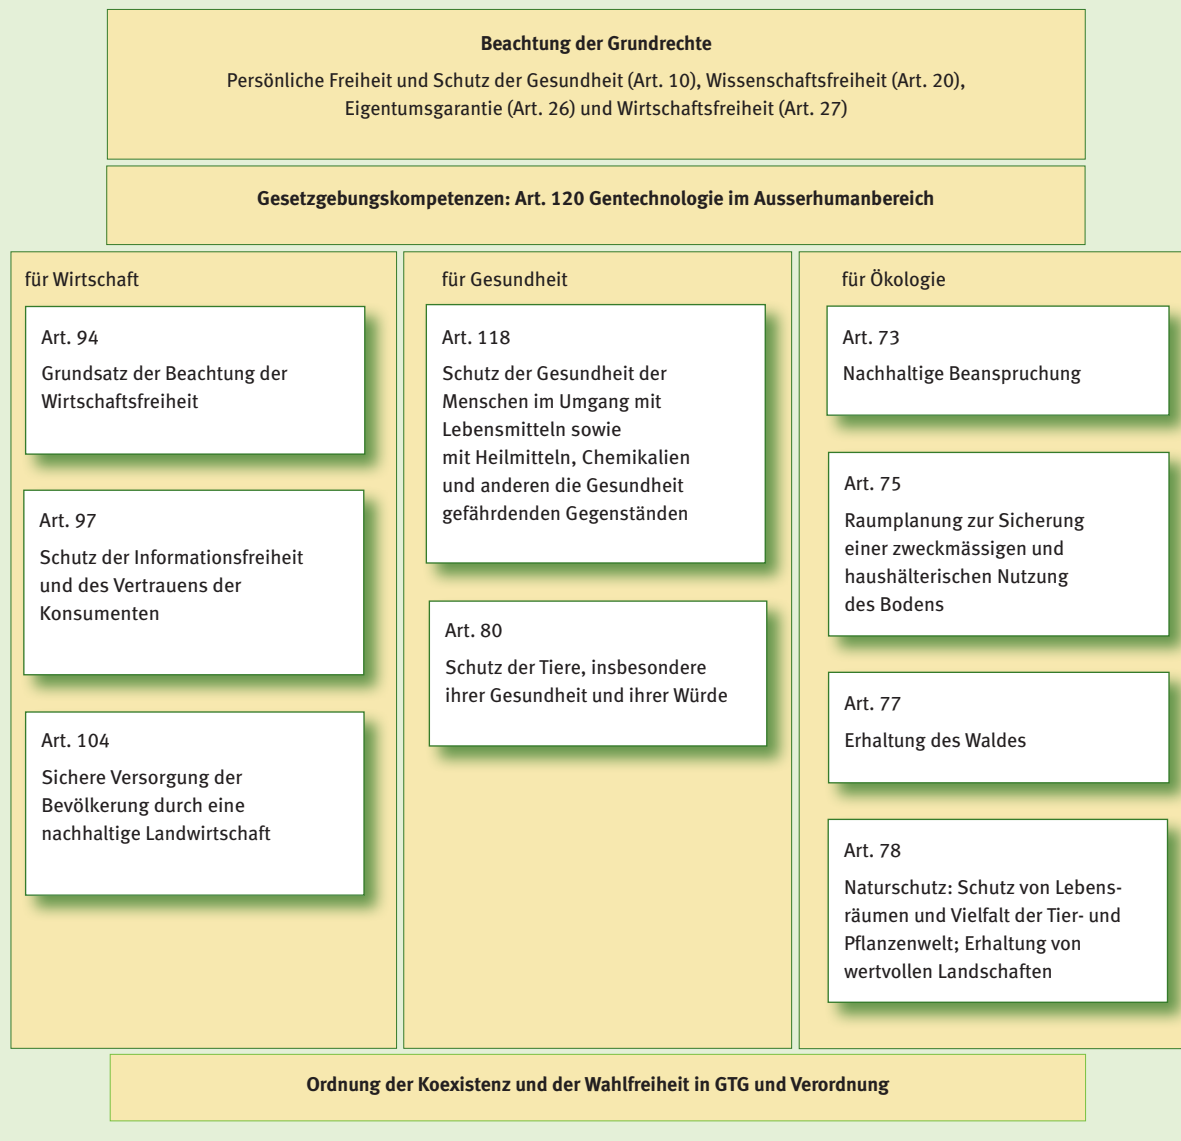 Beachtung der Grundrechte
Persönliche Freiheit und Schutz der Gesundheit (Art. 10), Wissenschaftsfreiheit (Art. 20),
Eigentumsgarantie (Art. 26) und Wirtschaftsfreiheit (Art. 27)
Gesetzgebungskompetenzen: Art. 120 Gentechnologie im Ausserhumanbereich
für Wirtschaft
Art. 94
Grundsatz der Beachtung der
Wirtschaftsfreiheit
Art. 97
Schutz der Informationsfreiheit
und des Vertrauens der
Konsumenten
Art. 104
Sichere Versorgung der
Bevölkerung durch eine
nachhaltige Landwirtschaft
für Gesundheit
Art. 118
Schutz der Gesundheit der
Menschen im Umgang mit
Lebensmitteln sowie
mit Heilmitteln, Chemikalien
und anderen die Gesundheit
gefährdenden Gegenständen
Art. 80
Schutz der Tiere, insbesondere
ihrer Gesundheit und ihrer Würde
für Ökologie
Art. 73
Nachhaltige Beanspruchung
Art. 75
Raumplanung zur Sicherung
einer zweckmässigen und
haushälterischen Nutzung
des Bodens
Art. 77
Erhaltung des Waldes
Art. 78
Naturschutz: Schutz von Lebens-
räumen und Vielfalt der Tier- und
Pflanzenwelt; Erhaltung von
wertvollen Landschaften
Ordnung der Koexistenz und der Wahlfreiheit in GTG und Verordnung